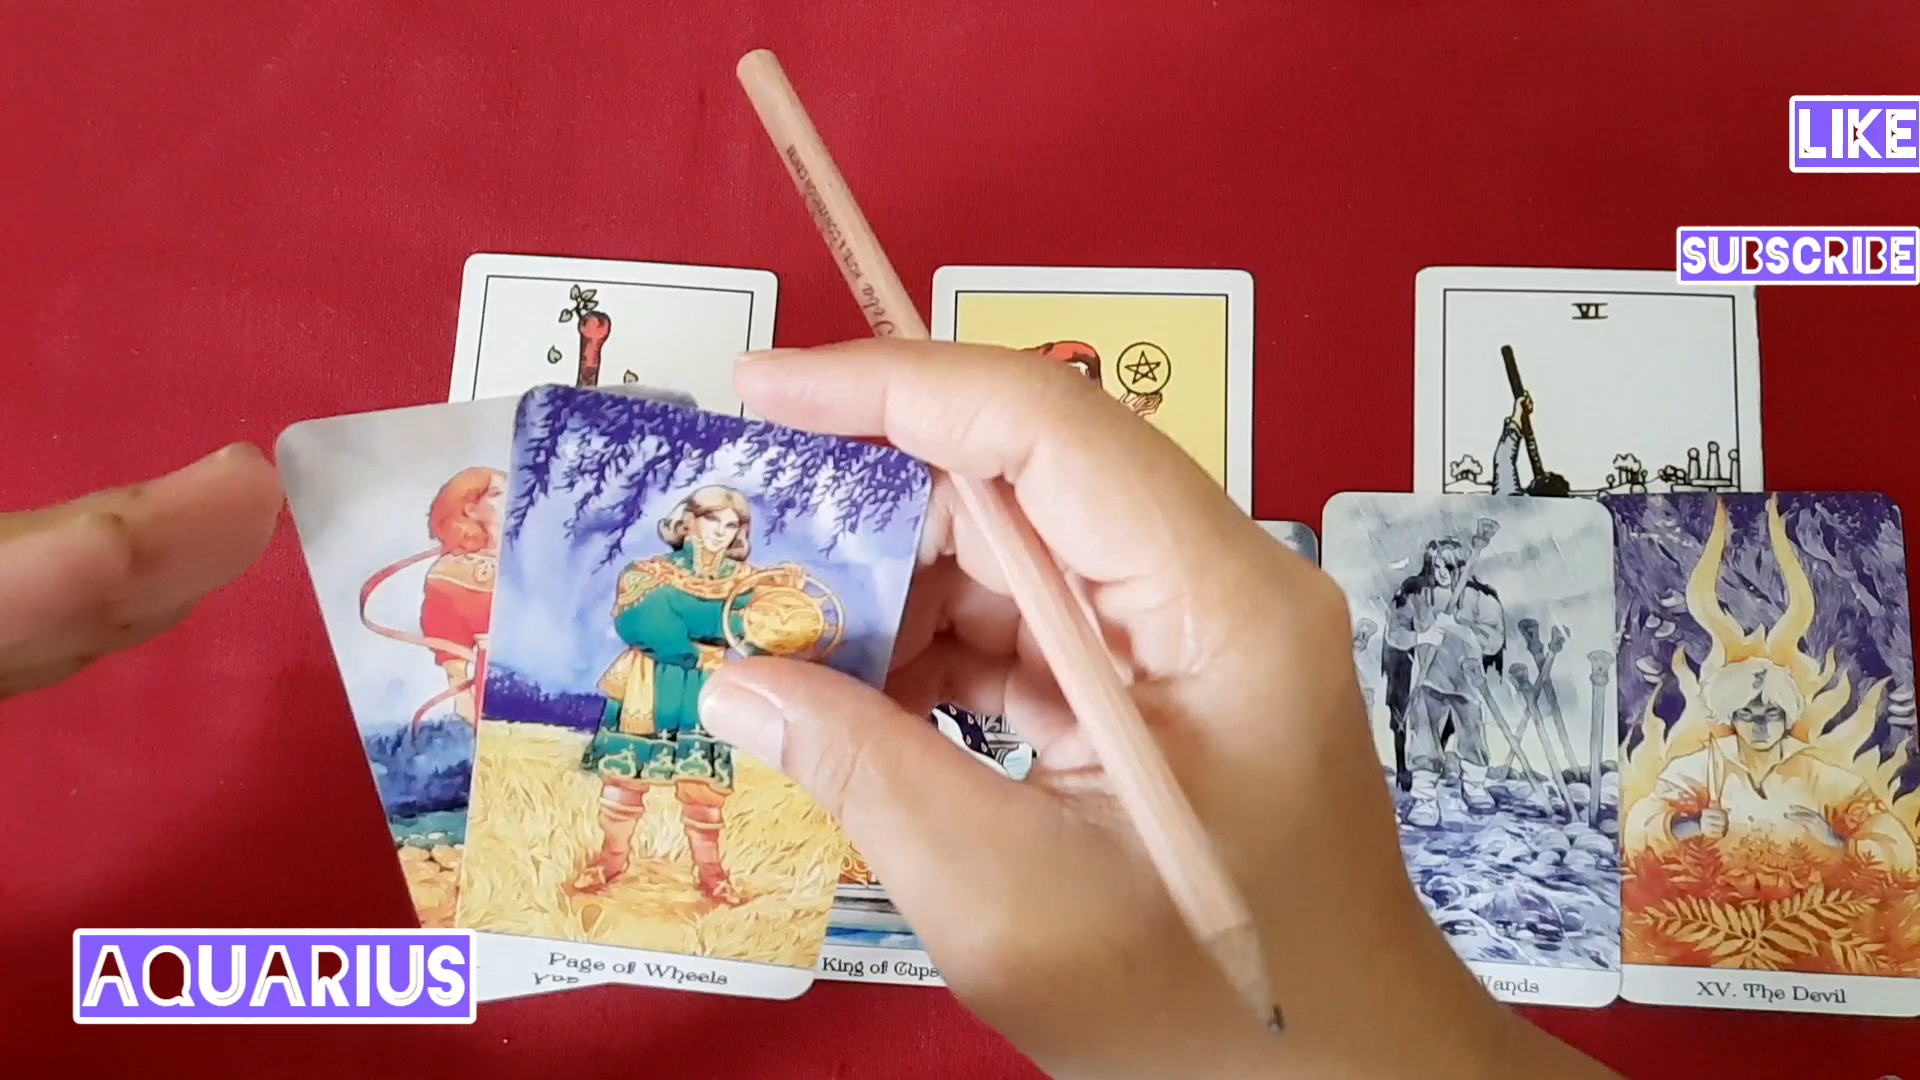 LIKE
SUBSCRIBE
VI
AQUARIUS
Page of Wheels
King of Cups
Wands
XV. The Devil